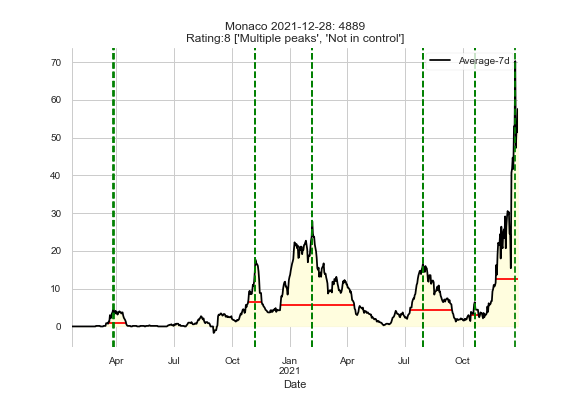 Monaco 2021-12-28: 4889
Rating:8 ['Multiple peaks', 'Not in control']
Average-7d
70
60
50
40
30
20
10
0
Apr Jul Oct Jan Apr Jul Oct
2021
Date